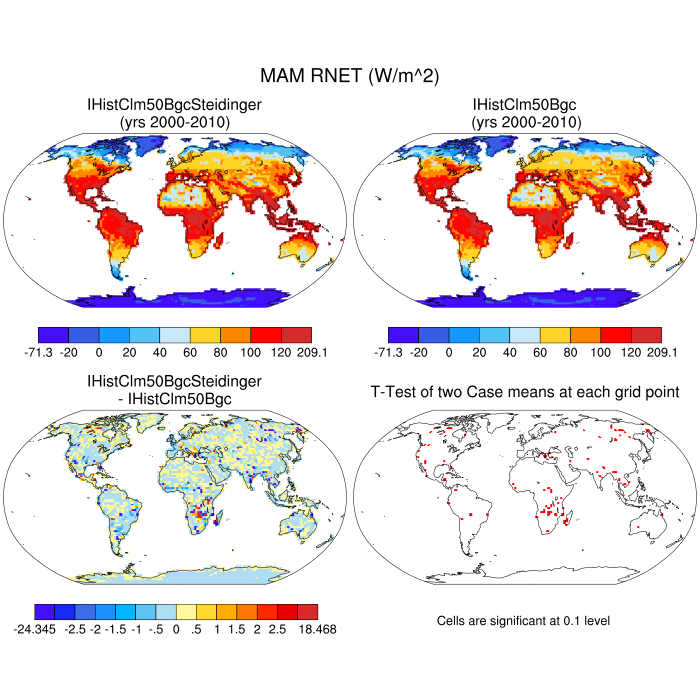 MAM RNET (W/m^2)
IHistClm50BgcSteidinger
(yrs 2000-2010)
IHistClm50Bgc
(yrs 2000-2010)
-71.3 -20 0 20 40 60 80 100 120 209.1
-71.3 -20 0 20 40 60 80 100 120 209.1
IHistClm50BgcSteidinger
- IHistClm50Bgc
T-Test of two Case means at each grid point
-24.345 -2.5 -2 -1.5 -1 -.5 0 .5 1 1.5 2 2.5 18.468
Cells are significant at 0.1 level